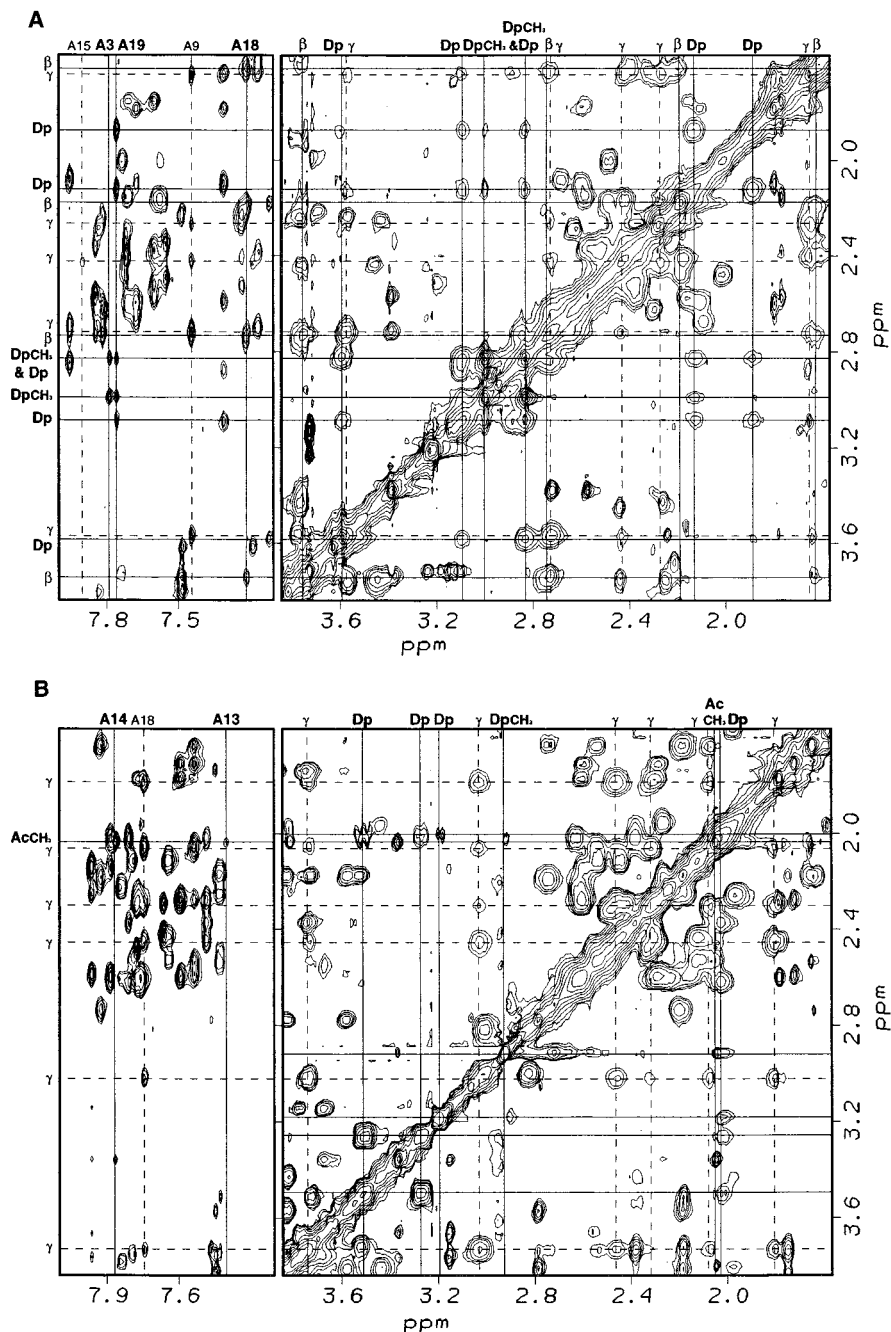 A
DpCH₃
A15 A3 A19 A9 A18 β Dp γ Dp DpCH₃ &Dp β γ γ γ β Dp Dp γ β
β
γ
Dp
Dp
β
γ
γ
γ
β
DpCH₃
& Dp
DpCH₃
Dp
γ
Dp
β
2.0
2.4
2.8
3.2
3.6
ppm
7.8 7.5 3.6 3.2 2.8 2.4 2.0
ppm
B
Ac
A14 A18 A13 γ Dp Dp Dp γ DpCH₃ γ γ γ CH₃ Dp γ
γ
AcCH₃
γ
γ
γ
γ
γ
2.0
2.4
2.8
3.2
3.6
ppm
7.9 7.6 3.6 3.2 2.8 2.4 2.0
ppm